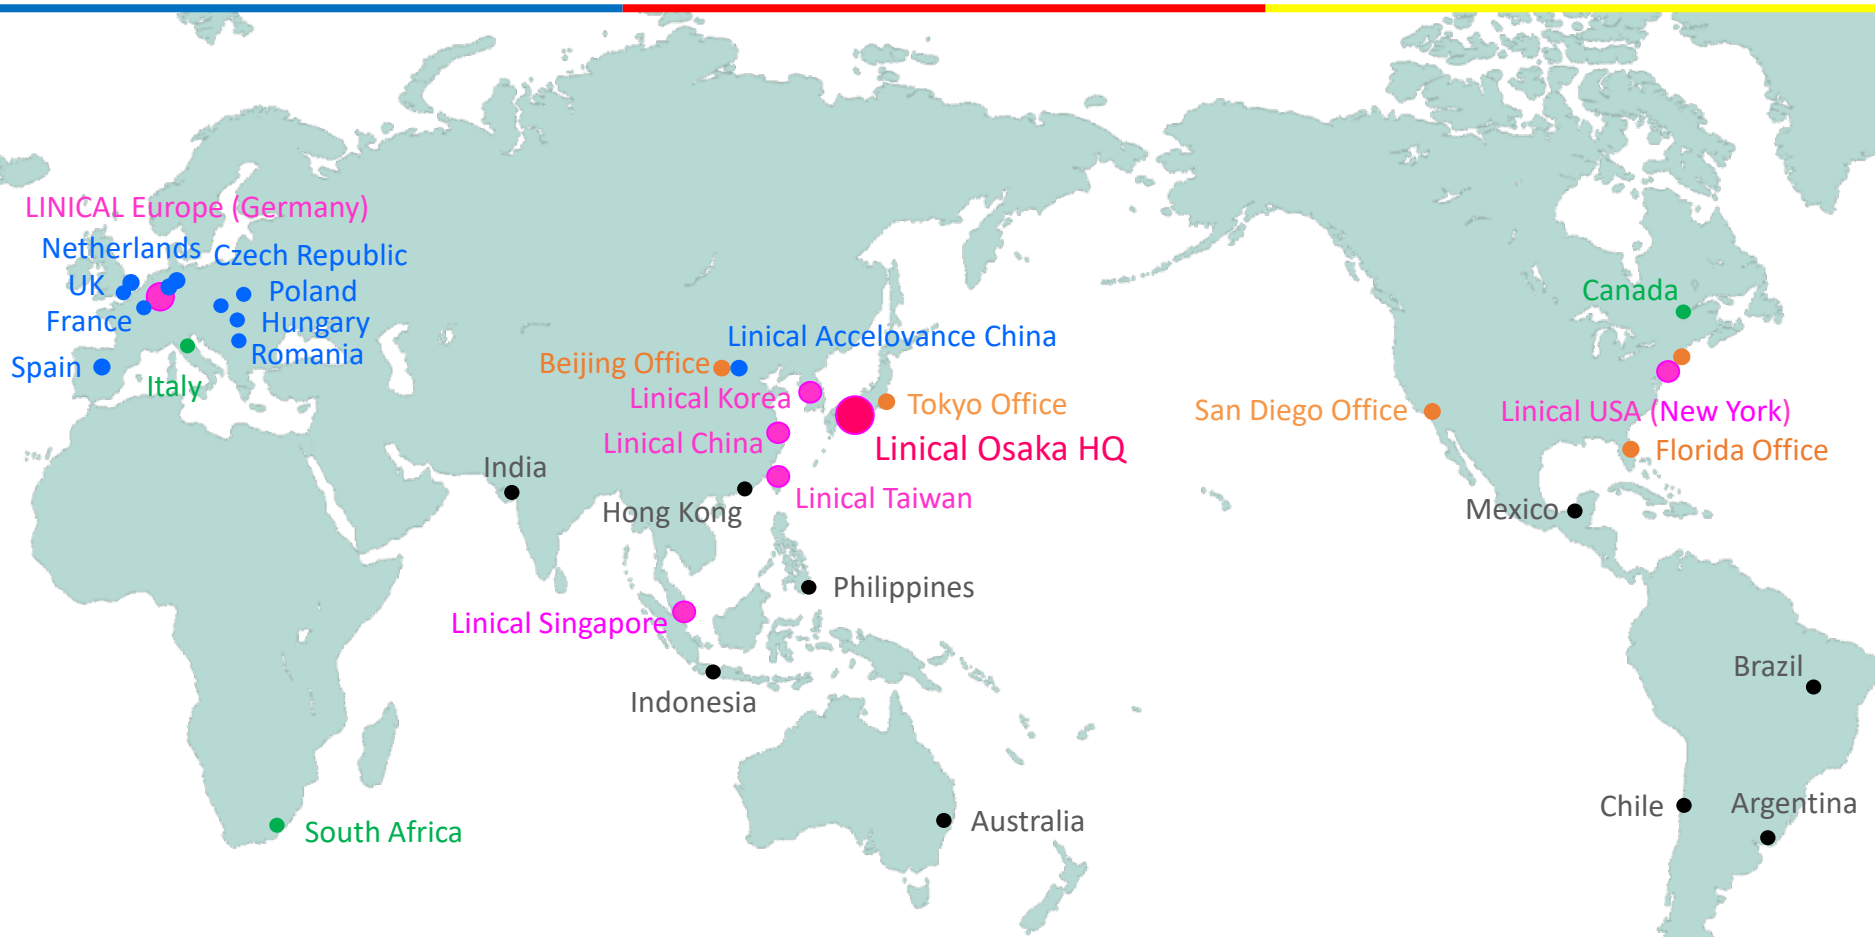 LINICAL Europe (Germany)
Netherlands
Czech Republic
UK
Poland
France
Hungary
Romania
Spain
Italy
South Africa
Linical Accelovance China
Beijing Office
Linical Korea
Tokyo Office
Linical China
Linical Osaka HQ
India
Linical Taiwan
Hong Kong
Philippines
Linical Singapore
Indonesia
Australia
Canada
San Diego Office
Linical USA (New York)
Florida Office
Mexico
Brazil
Chile
Argentina